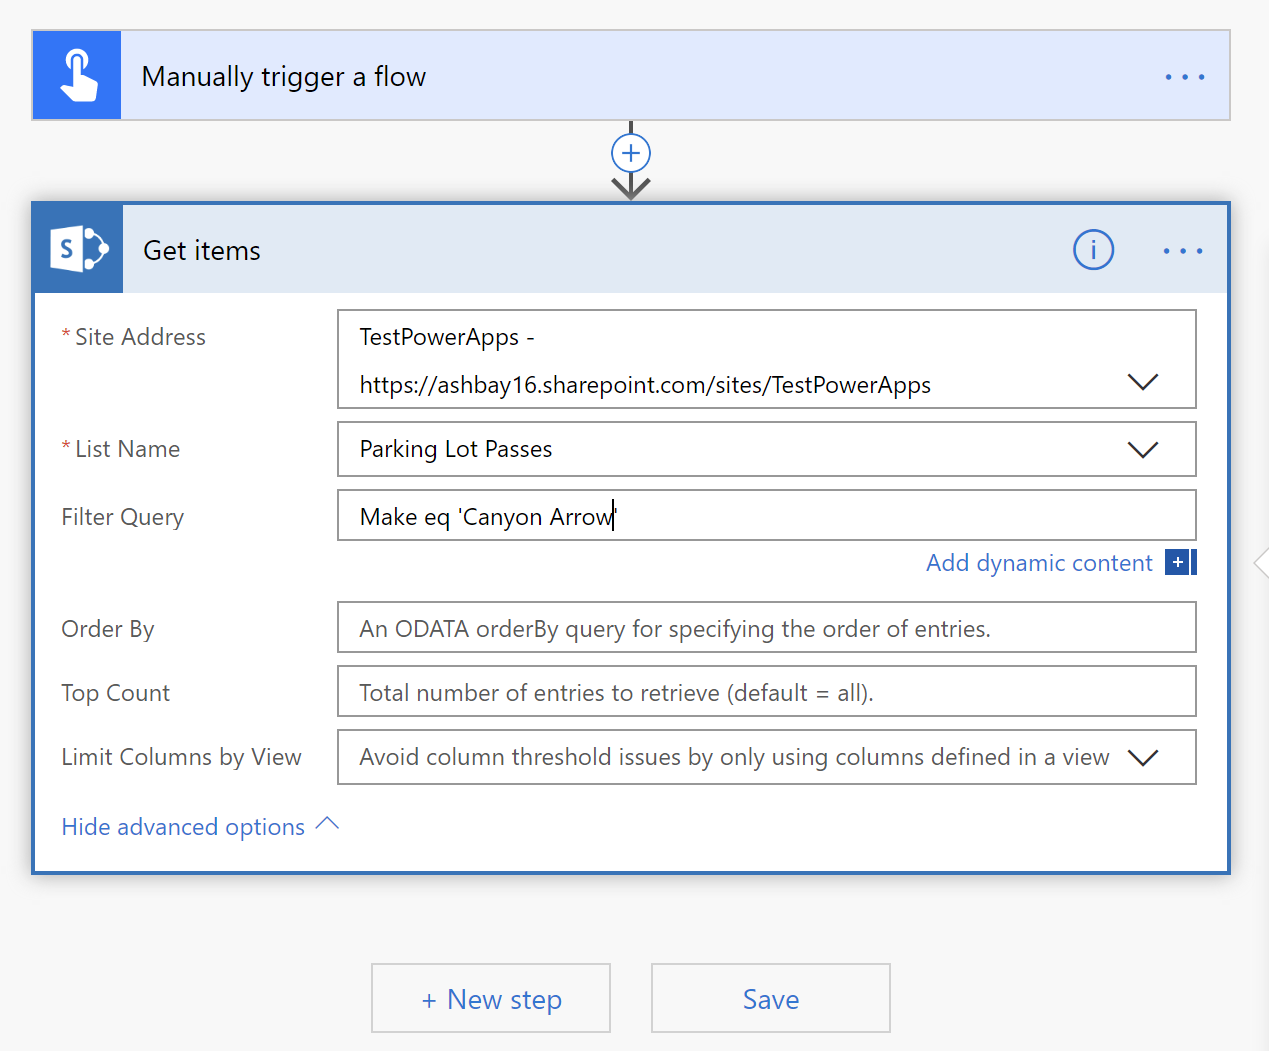 Manually trigger a flow
S
Get items
i
* Site Address
TestPowerApps -
https://ashbay16.sharepoint.com/sites/TestPowerApps
* List Name
Parking Lot Passes
Filter Query
Make eq 'Canyon Arrow'
Add dynamic content
Order By
An ODATA orderBy query for specifying the order of entries.
Top Count
Total number of entries to retrieve (default = all).
Limit Columns by View
Avoid column threshold issues by only using columns defined in a view
Hide advanced options
+ New step
Save